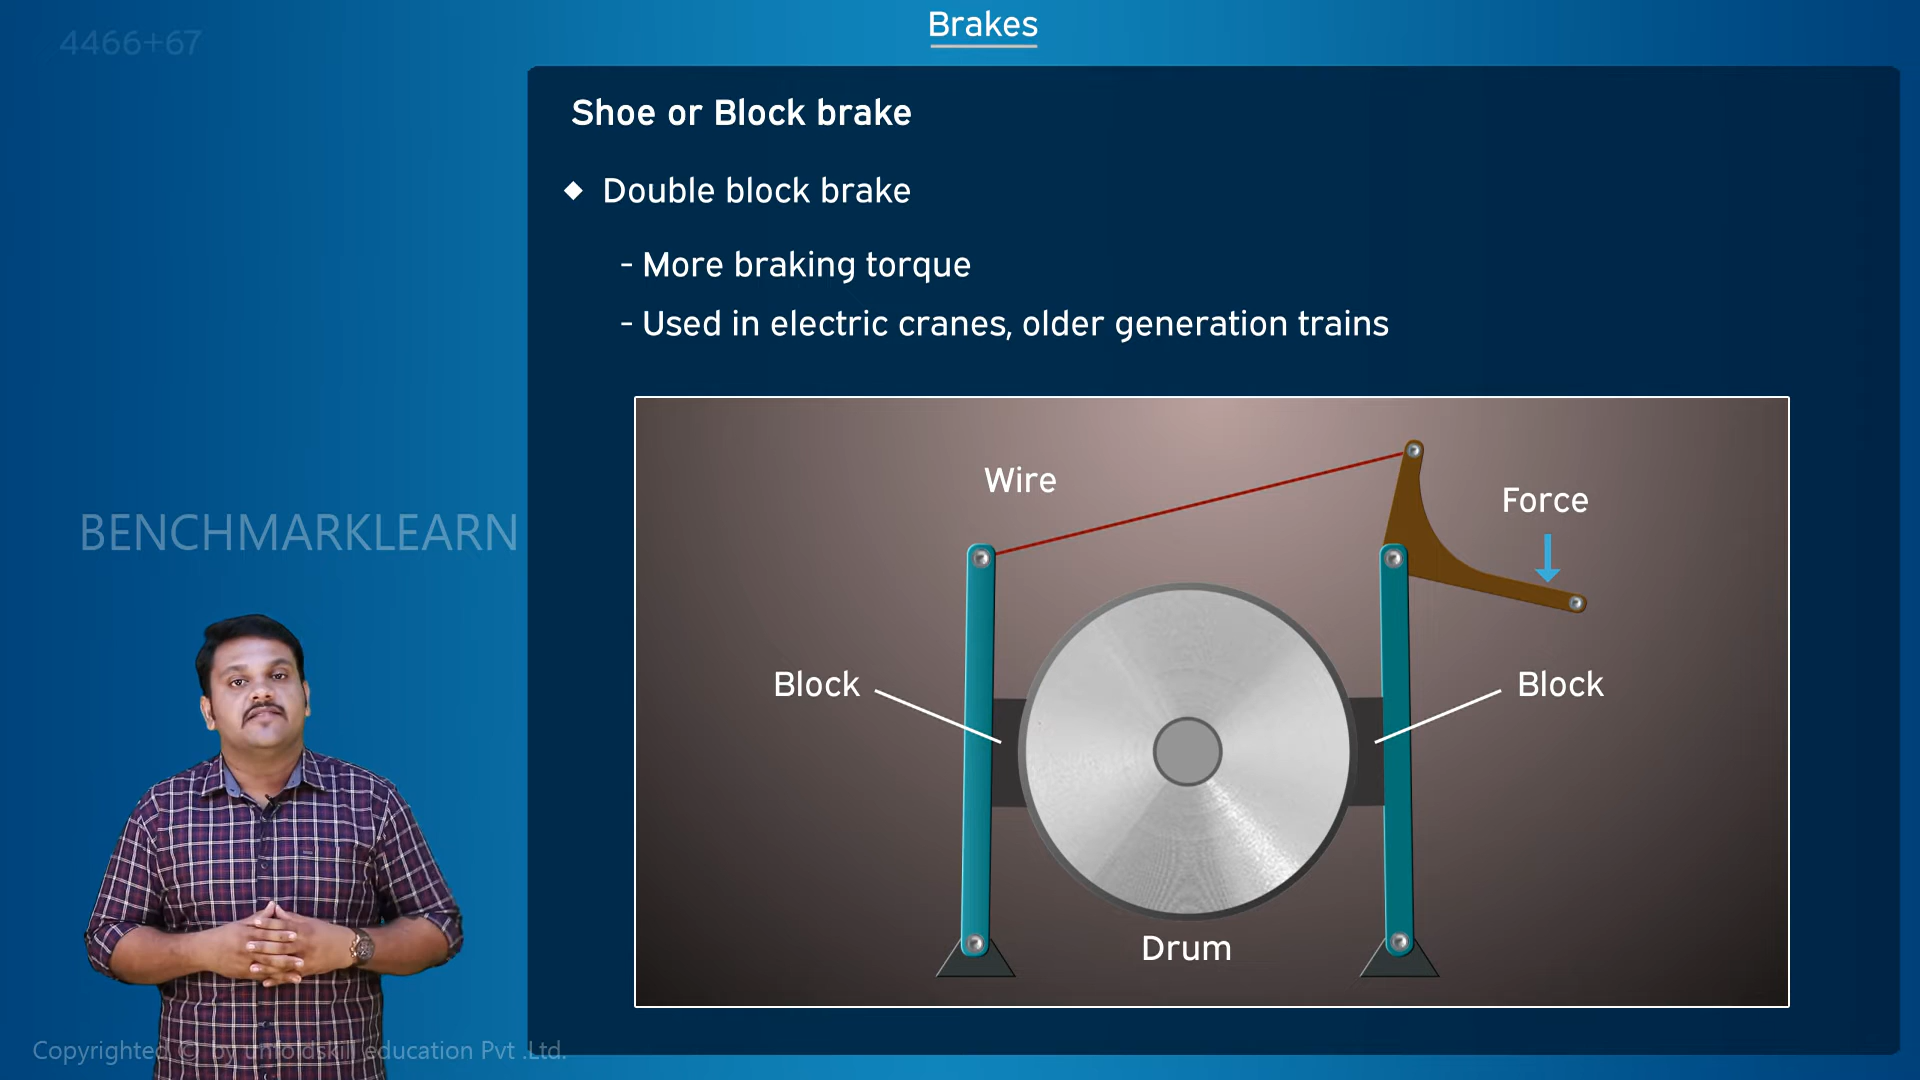 4466+67
Brakes
Shoe or Block brake
◆ Double block brake
- More braking torque
- Used in electric cranes, older generation trains
Wire
Force
Block
Block
Drum
BENCHMARKLEARN
Copyrighted © by unfoldskill education Pvt .Ltd.